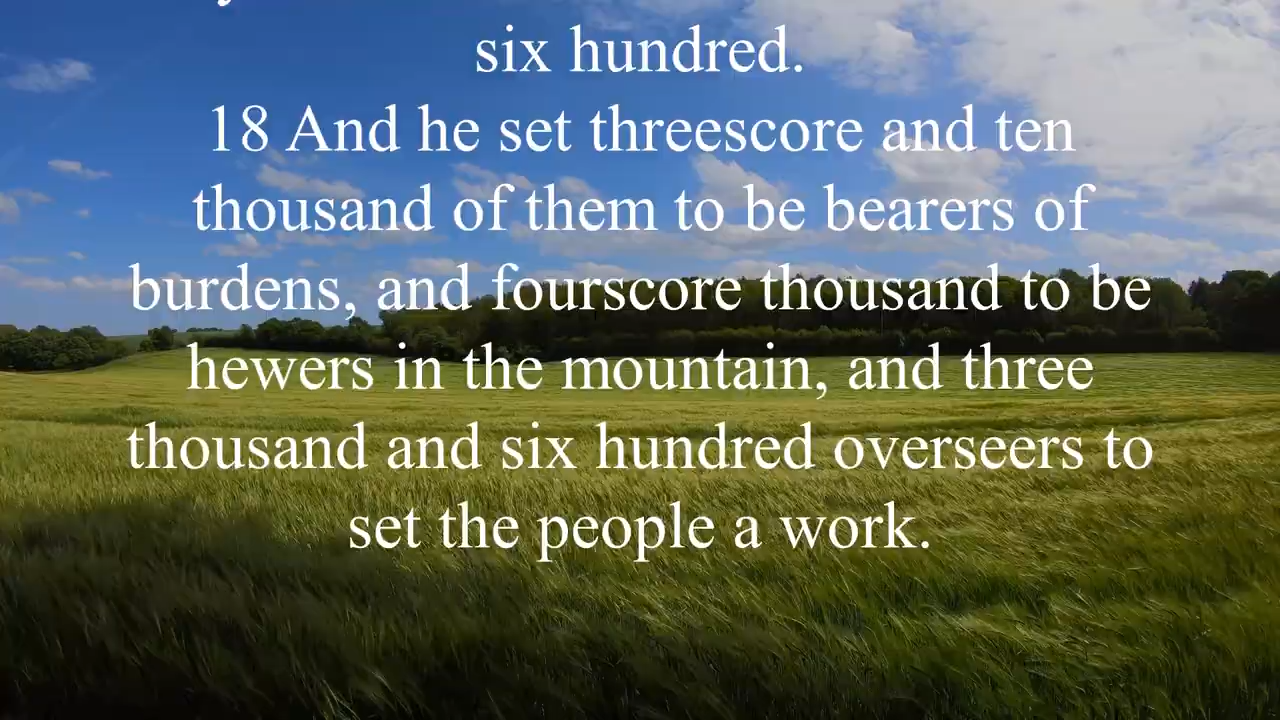 six hundred.
18 And he set threescore and ten
thousand of them to be bearers of
burdens, and fourscore thousand to be
hewers in the mountain, and three
thousand and six hundred overseers to
set the people a work.